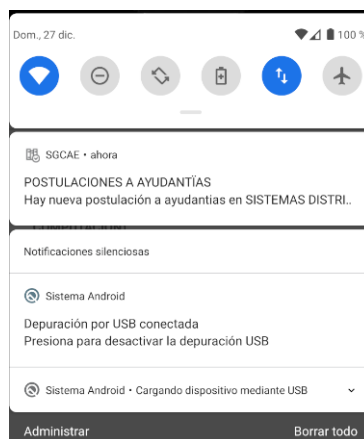 Dom., 27 dic.
100 %
SGCAE • ahora
POSTULACIONES A AYUDANTÏAS
Hay nueva postulación a ayudantias en SISTEMAS DISTRI..
Notificaciones silenciosas
Sistema Android
Depuración por USB conectada
Presiona para desactivar la depuración USB
Sistema Android • Cargando dispositivo mediante USB
Administrar
Borrar todo